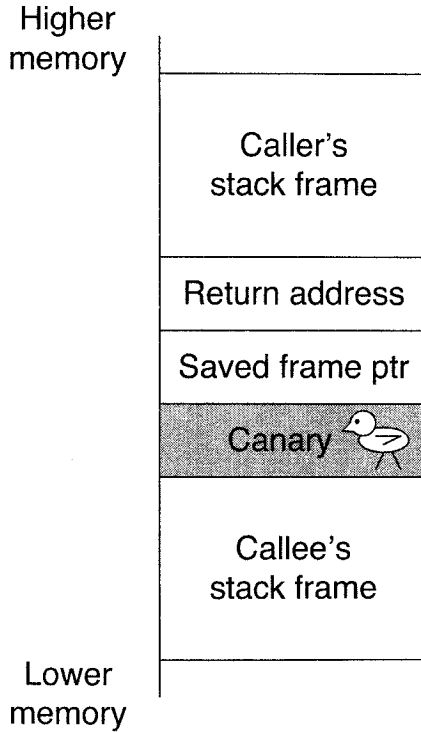 Higher
memory
Caller's
stack frame
Return address
Saved frame ptr
Canary
Callee's
stack frame
Lower
memory